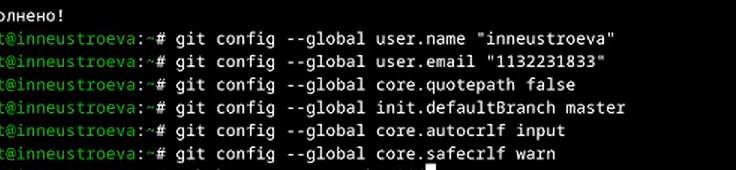 олнено!
t@inneustroeva:~# git config --global user.name "inneustroeva"
t@inneustroeva:~# git config --global user.email "1132231833"
t@inneustroeva:~# git config --global core.quotepath false
t@inneustroeva:~# git config --global init.defaultBranch master
t@inneustroeva:~# git config --global core.autocrlf input
t@inneustroeva:~# git config --global core.safecrlf warn